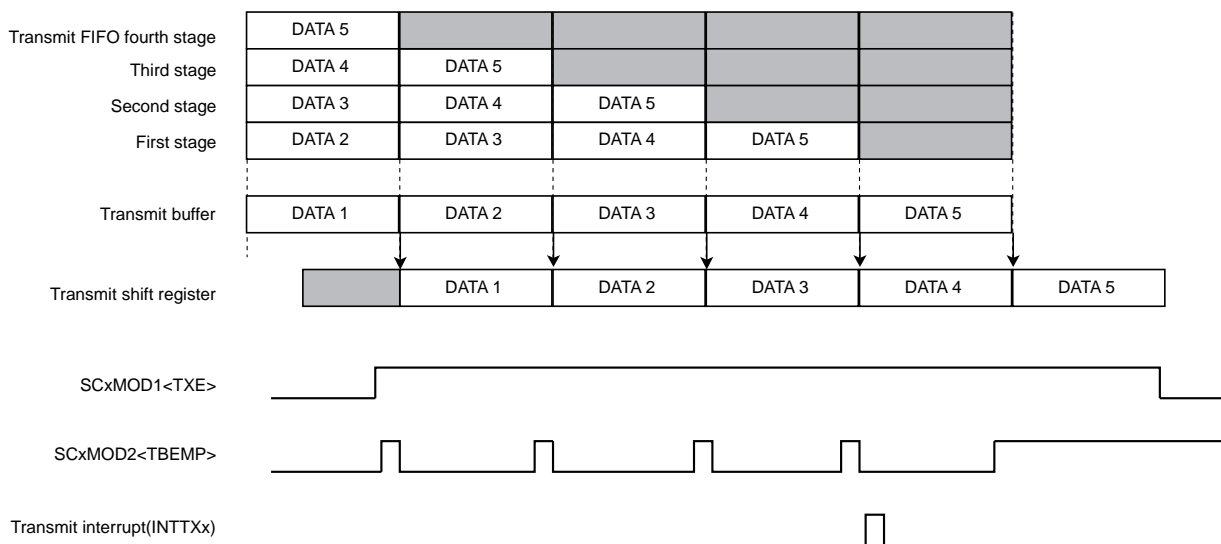 Transmit FIFO fourth stage DATA 5
Third stage DATA 4 DATA 5
Second stage DATA 3 DATA 4 DATA 5
First stage DATA 2 DATA 3 DATA 4 DATA 5
Transmit buffer DATA 1 DATA 2 DATA 3 DATA 4 DATA 5
Transmit shift register DATA 1 DATA 2 DATA 3 DATA 4 DATA 5
SCxMOD1<TXE>
SCxMOD2<TBEMP>
Transmit interrupt(INTTXx)